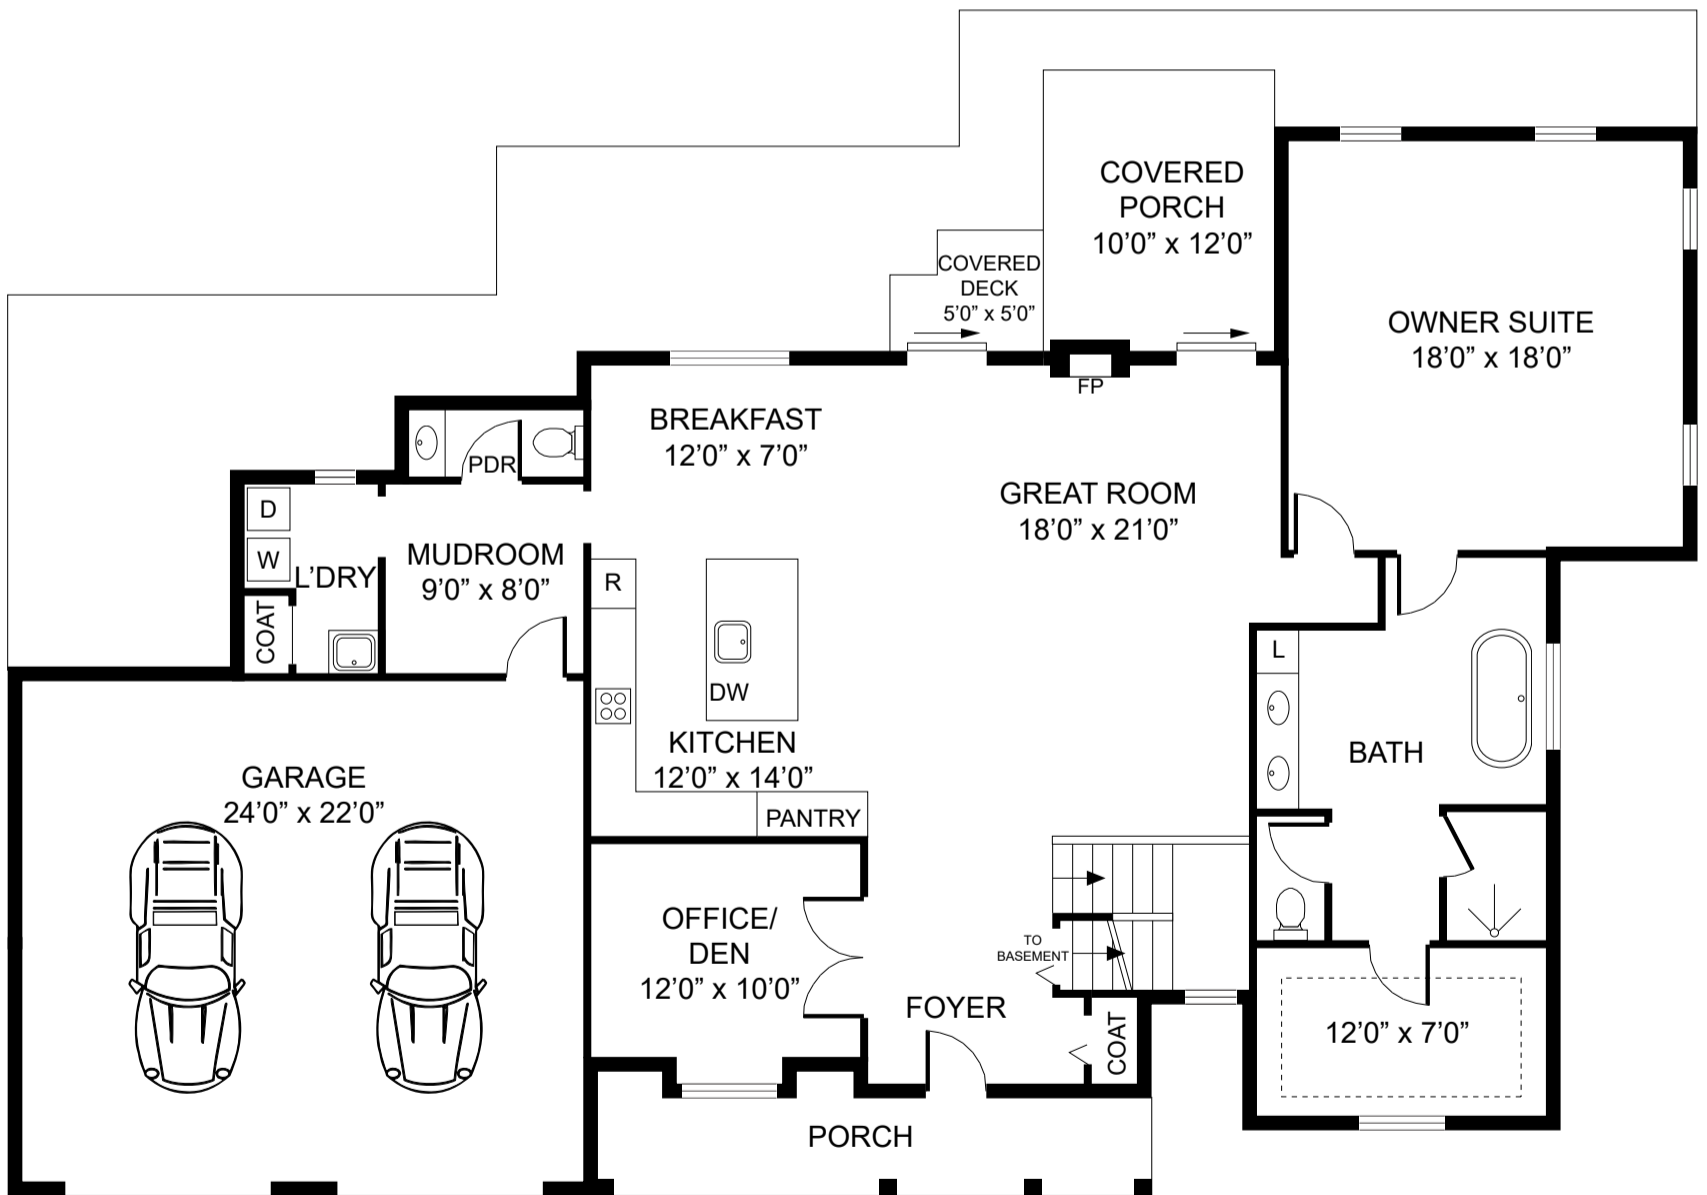 COVERED
PORCH
10’0” x 12’0”
COVERED
DECK
5’0” x 5’0”
OWNER SUITE
18’0” x 18’0”
FP
BREAKFAST
12’0” x 7’0”
PDR
GREAT ROOM
18’0” x 21’0”
D
W
L’DRY
COAT
MUDROOM
9’0” x 8’0”
R
DW
KITCHEN
12’0” x 14’0”
PANTRY
L
BATH
GARAGE
24’0” x 22’0”
OFFICE/
DEN
12’0” x 10’0”
TO
BASEMENT
FOYER
COAT
12’0” x 7’0”
PORCH